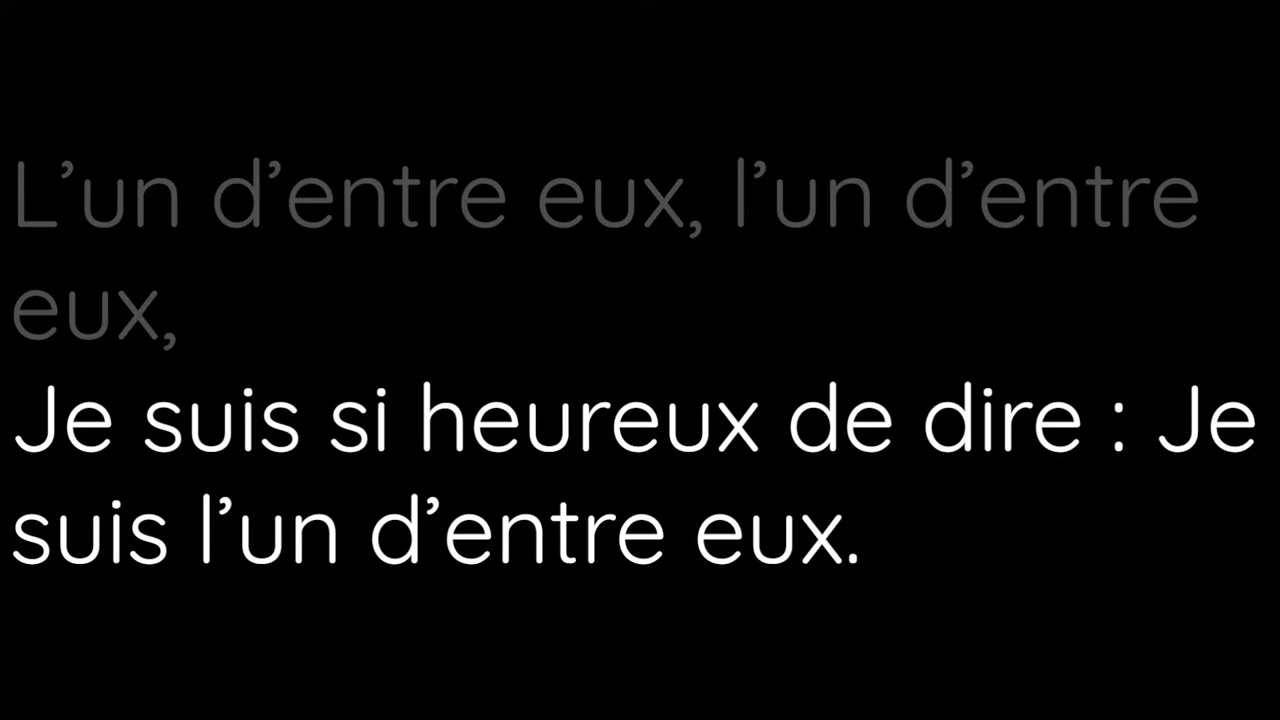 L’un d’entre eux, l’un d’entre
eux,
Je suis si heureux de dire : Je
suis l’un d’entre eux.